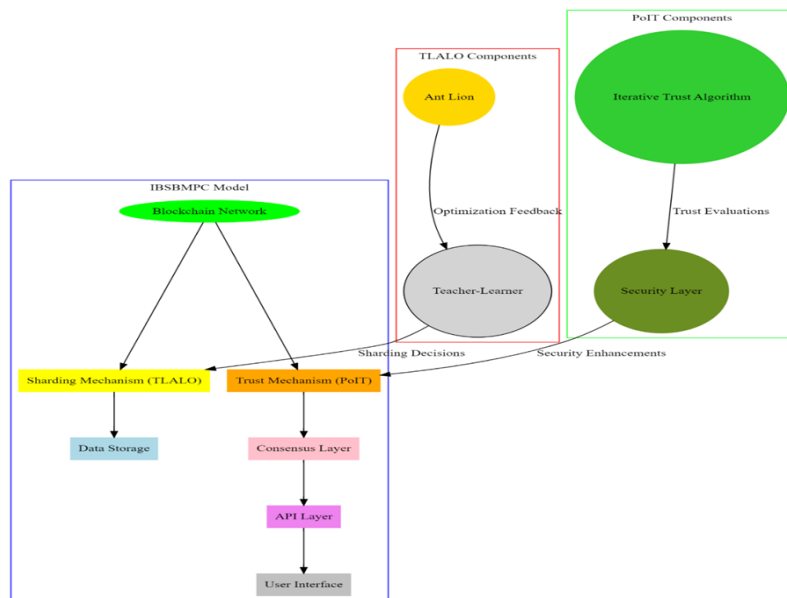 PoIT Components
Iterative Trust Algorithm
TLALO Components
Ant Lion
Optimization Feedback
Trust Evaluations
IBSBMPC Model
Blockchain Network
Teacher-Learner
Security Layer
Sharding Decisions
Security Enhancements
Sharding Mechanism (TLALO)
Trust Mechanism (PoIT)
Data Storage
Consensus Layer
API Layer
User Interface